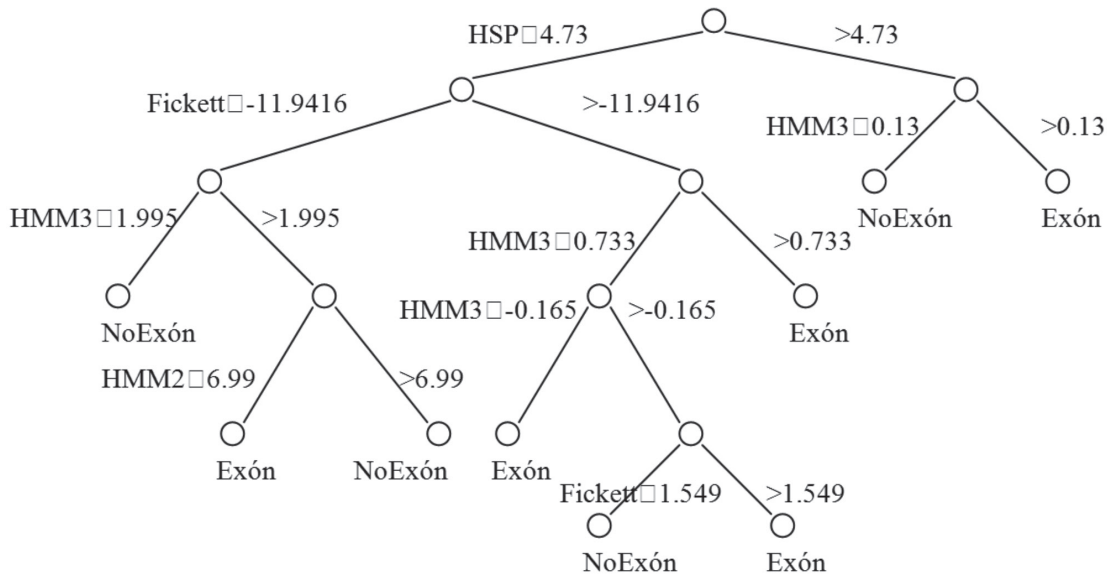 HSP□4.73
>4.73
Fickett□-11.9416
>-11.9416
HMM3□0.13
>0.13
HMM3□1.995
>1.995
HMM3□0.733
>0.733
NoExón
Exón
HMM3□-0.165
>-0.165
NoExón
Exón
HMM2□6.99
>6.99
Exón
NoExón
Exón
Fickett□1.549
>1.549
NoExón
Exón